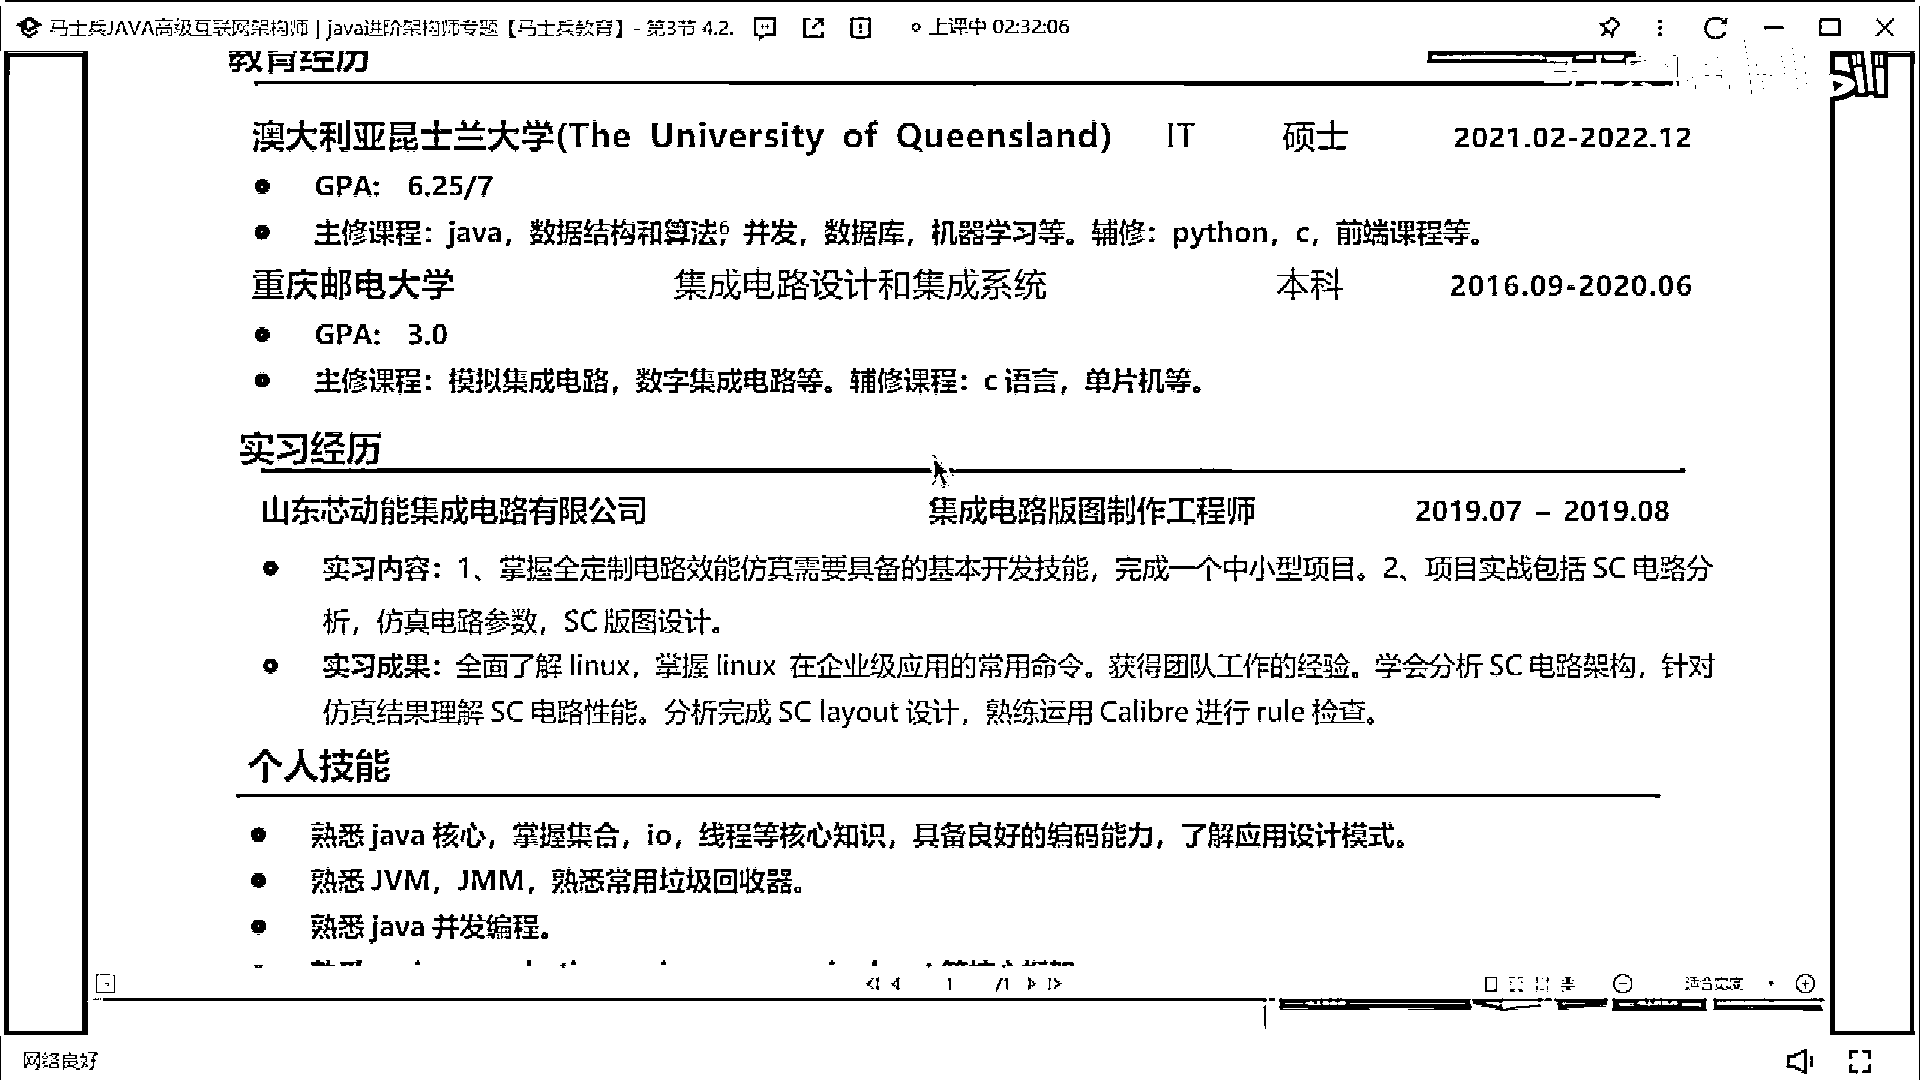 马士兵JAVA高级互联网架构师 | java进阶架构师专题【马士兵教育】- 第3节 4.2. 上课中 02:32:06
教育经历
澳大利亚昆士兰大学(The University of Queensland) IT 硕士 2021.02-2022.12
GPA: 6.25/7
主修课程：java，数据结构和算法，并发，数据库，机器学习等。辅修：python，c，前端课程等。
重庆邮电大学 集成电路设计和集成系统 本科 2016.09-2020.06
GPA: 3.0
主修课程：模拟集成电路，数字集成电路等。辅修课程：c 语言，单片机等。
实习经历
山东芯动能集成电路有限公司 集成电路版图制作工程师 2019.07 – 2019.08
实习内容：1、掌握全定制电路效能仿真需要具备的基本开发技能，完成一个中小型项目。2、项目实战包括 SC 电路分
析，仿真电路参数，SC 版图设计。
实习成果：全面了解 linux，掌握 linux 在企业级应用的常用命令。获得团队工作的经验。学会分析 SC 电路架构，针对
仿真结果理解 SC 电路性能。分析完成 SC layout 设计，熟练运用 Calibre 进行 rule 检查。
个人技能
熟悉 java 核心，掌握集合，io，线程等核心知识，具备良好的编码能力，了解应用设计模式。
熟悉 JVM，JMM，熟悉常用垃圾回收器。
熟悉 java 并发编程。
1 /1 适合宽度
网络良好